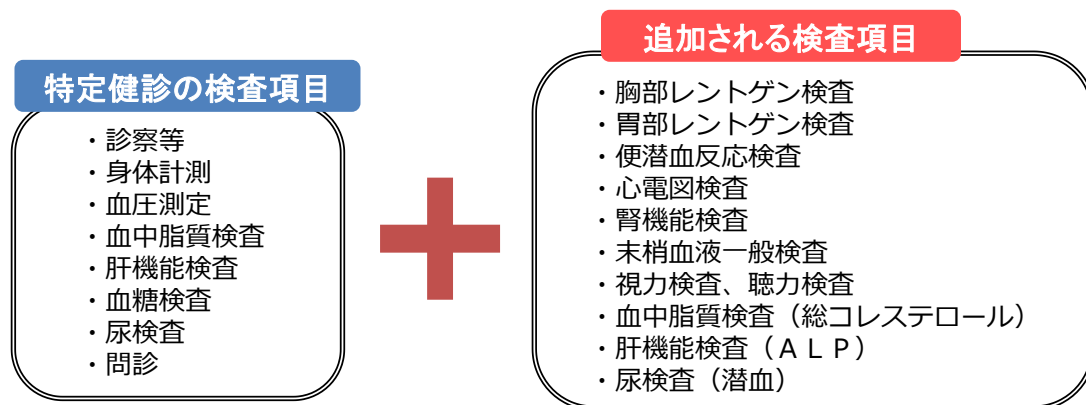 特定健診の検査項目
・診察等
・身体計測
・血圧測定
・血中脂質検査
・肝機能検査
・血糖検査
・尿検査
・問診
追加される検査項目
・胸部レントゲン検査
・胃部レントゲン検査
・便潜血反応検査
・心電図検査
・腎機能検査
・末梢血液一般検査
・視力検査、聴力検査
・血中脂質検査（総コレステロール）
・肝機能検査（ＡＬＰ）
・尿検査（潜血）